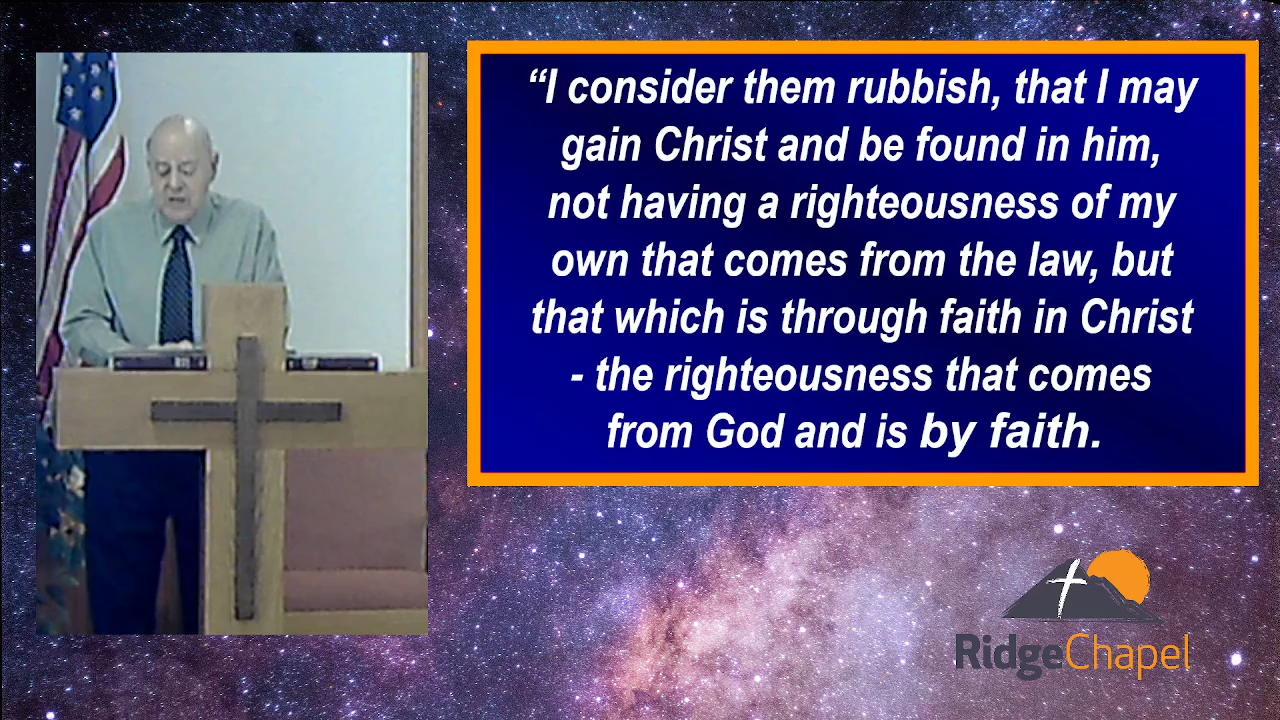 “I consider them rubbish, that I may
gain Christ and be found in him,
not having a righteousness of my
own that comes from the law, but
that which is through faith in Christ
- the righteousness that comes
from God and is by faith.
RidgeChapel